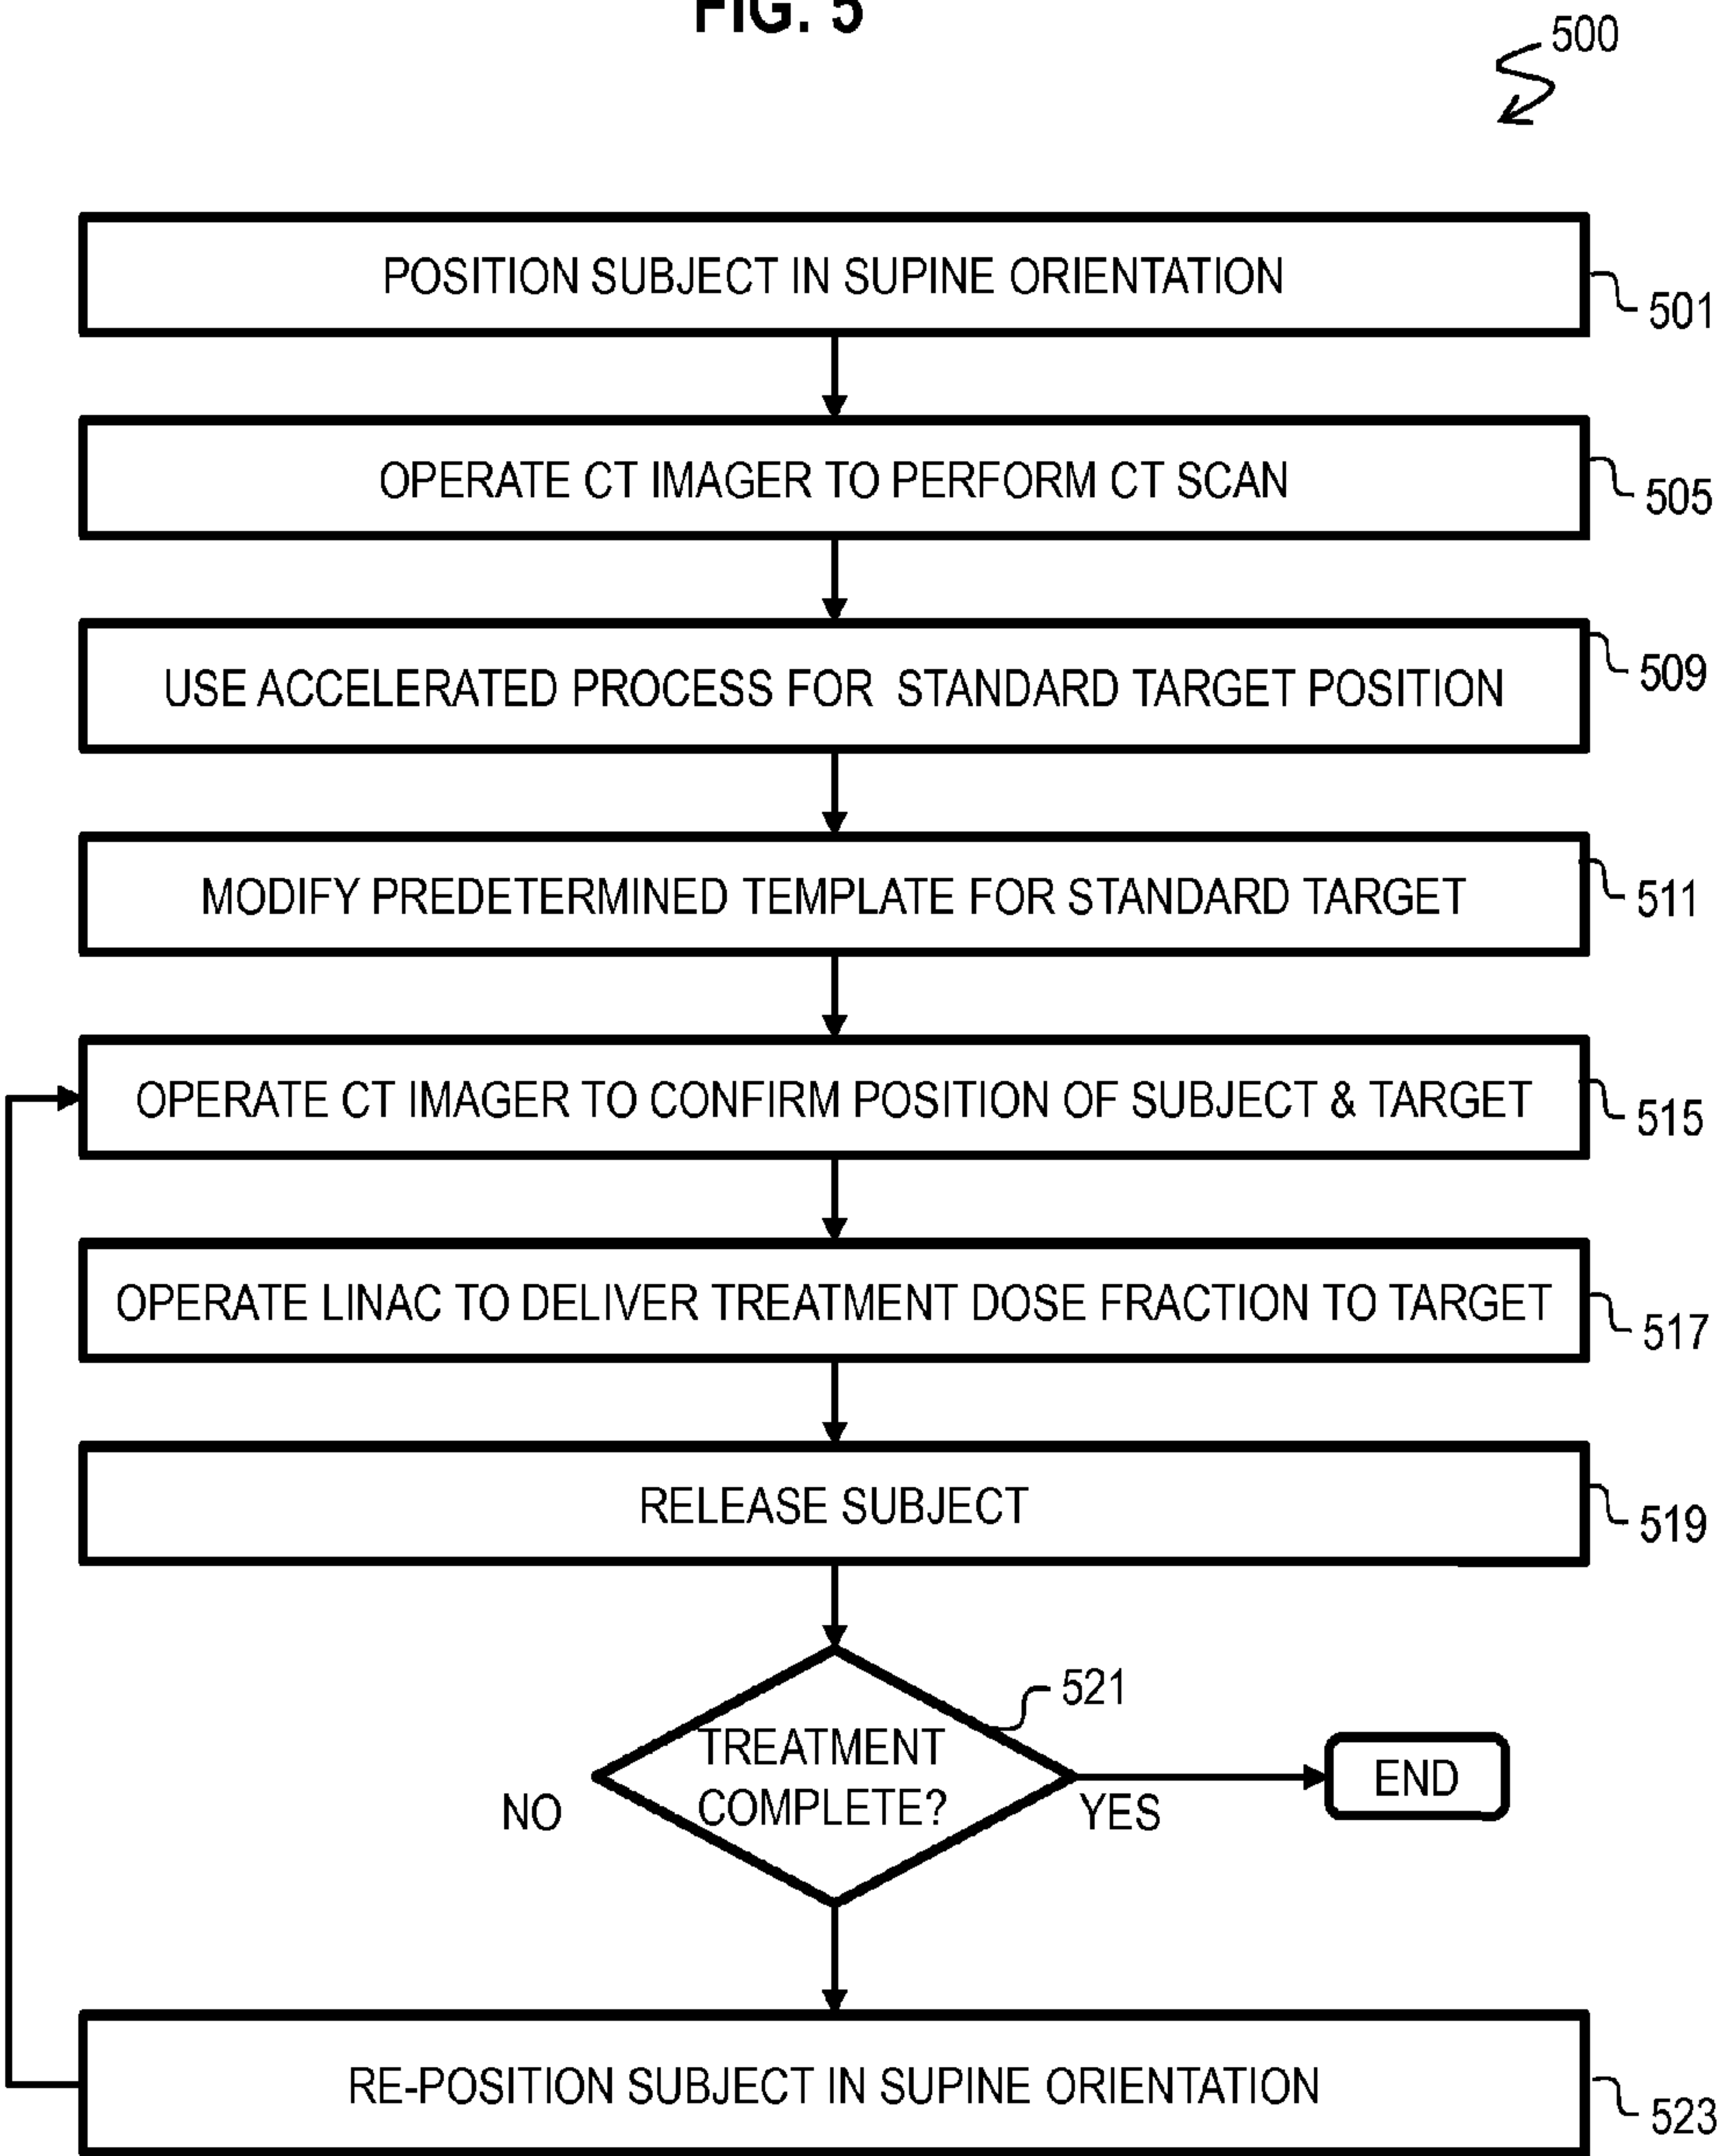 FIG. 5
500
POSITION SUBJECT IN SUPINE ORIENTATION
501
OPERATE CT IMAGER TO PERFORM CT SCAN
505
USE ACCELERATED PROCESS FOR STANDARD TARGET POSITION
509
MODIFY PREDETERMINED TEMPLATE FOR STANDARD TARGET
511
OPERATE CT IMAGER TO CONFIRM POSITION OF SUBJECT & TARGET
515
OPERATE LINAC TO DELIVER TREATMENT DOSE FRACTION TO TARGET
517
RELEASE SUBJECT
519
521
TREATMENT
COMPLETE?
NO
YES
END
RE-POSITION SUBJECT IN SUPINE ORIENTATION
523